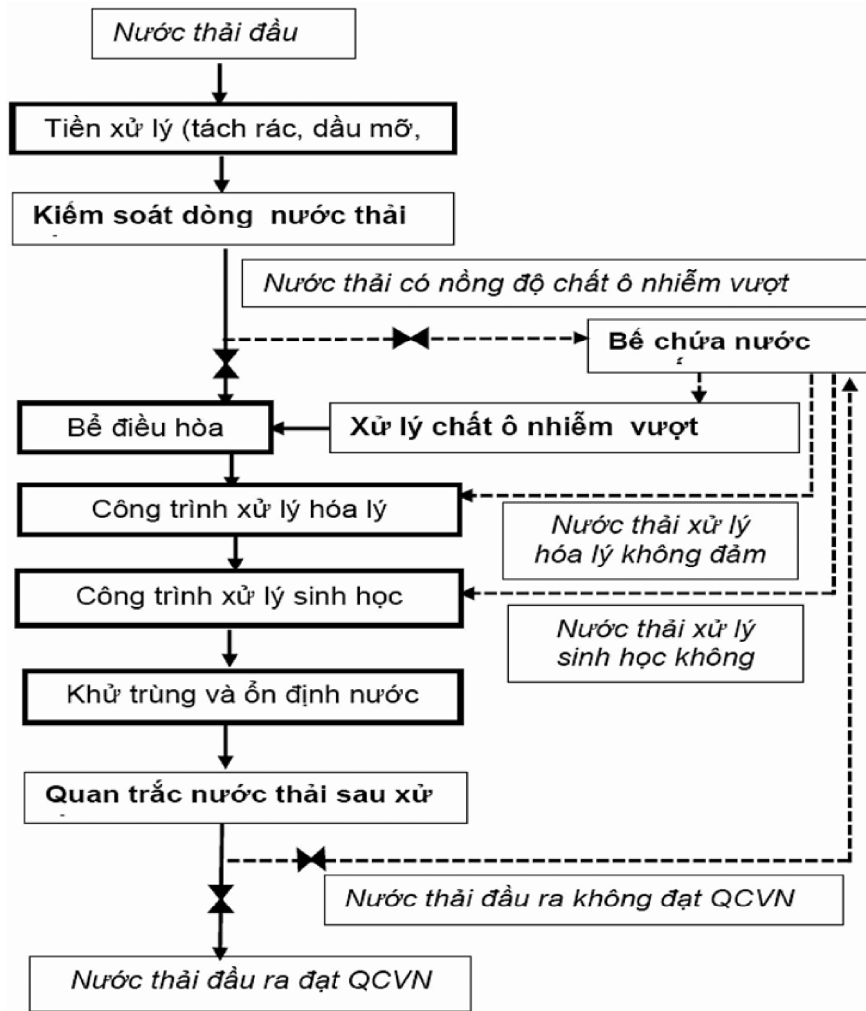 Nước thải đầu
Tiền xử lý (tách rác, dầu mỡ,
Kiểm soát dòng nước thải
Nước thải có nồng độ chất ô nhiễm vượt
Bể chứa nước
Bể điều hòa
Xử lý chất ô nhiễm vượt
Công trình xử lý hóa lý
Nước thải xử lý
hóa lý không đảm
Công trình xử lý sinh học
Nước thải xử lý
sinh học không
Khử trùng và ổn định nước
Quan trắc nước thải sau xử
Nước thải đầu ra không đạt QCVN
Nước thải đầu ra đạt QCVN